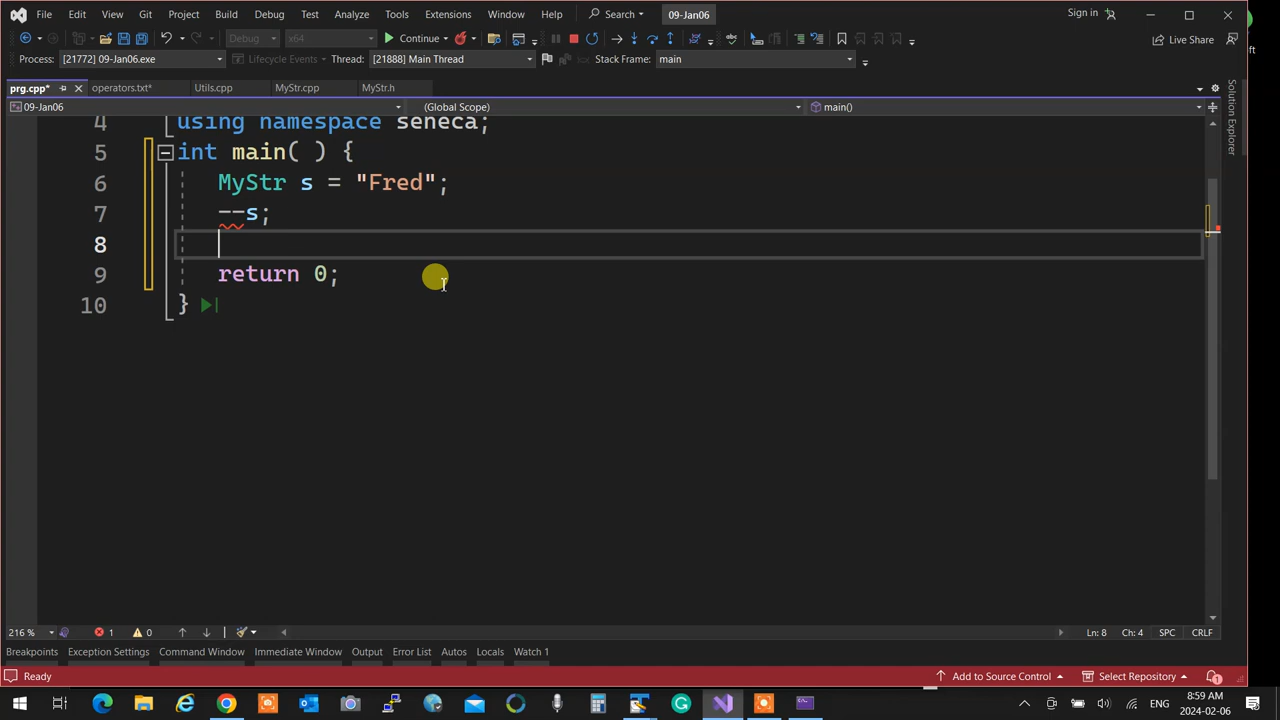 File Edit View Git Project Build Debug Test Analyze Tools Extensions Window Help Search 09-Jan06 Sign in
Debug x64 Continue Live Share
Process: [21772] 09-Jan06.exe Lifecycle Events Thread: [21888] Main Thread Stack Frame: main
prg.cpp* operators.txt* Utils.cpp MyStr.cpp MyStr.h
09-Jan06 (Global Scope) main()
Solution Explorer
4 using namespace seneca;
5 int main( ) {
6 MyStr s = "Fred";
7 --s;
8
9 return 0;
10 }
216 % 1 0 Ln: 8 Ch: 4 SPC CRLF
Breakpoints Exception Settings Command Window Immediate Window Output Error List Autos Locals Watch 1
Ready Add to Source Control Select Repository 1
8:59 AM
ENG
2024-02-06
ft